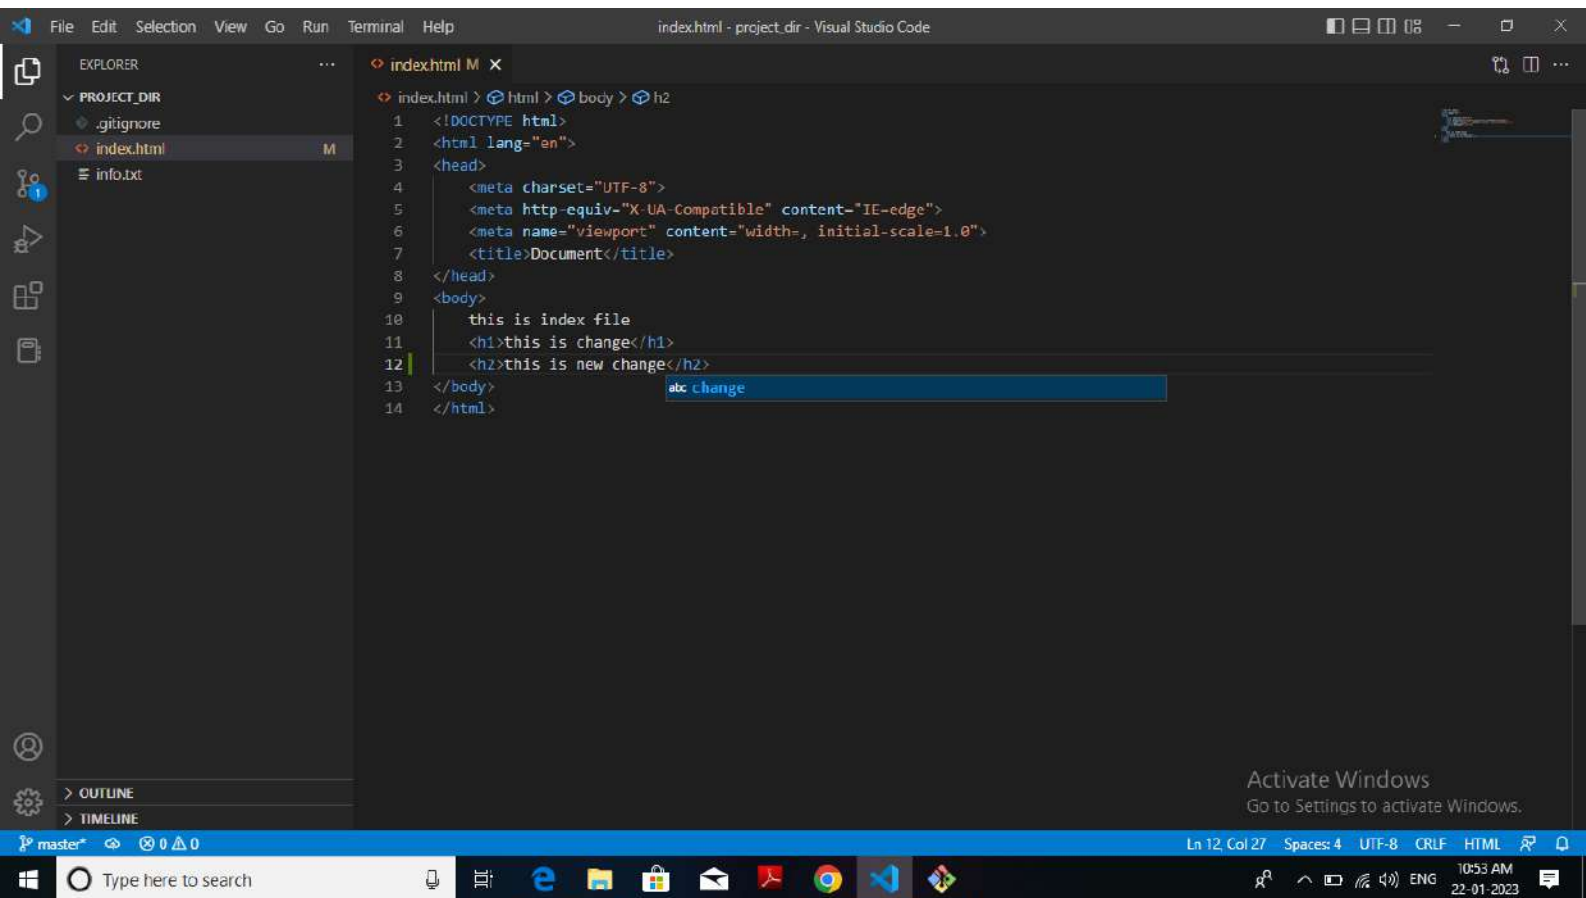 File Edit Selection View Go Run Terminal Help
index.html - project_dir - Visual Studio Code
EXPLORER
PROJECT_DIR
.gitignore
index.html M
info.txt
OUTLINE
TIMELINE
index.html M
index.html > html > body > h2
1 <!DOCTYPE html>
2 <html lang="en">
3 <head>
4 <meta charset="UTF-8">
5 <meta http-equiv="X-UA-Compatible" content="IE=edge">
6 <meta name="viewport" content="width=, initial-scale=1.0">
7 <title>Document</title>
8 </head>
9 <body>
10 this is index file
11 <h1>this is change</h1>
12 <h2>this is new change</h2>
13 </body>
abc change
14 </html>
Activate Windows
Go to Settings to activate Windows.
1
master* 0 0
Ln 12, Col 27 Spaces: 4 UTF-8 CRLF HTML
Type here to search
ENG
10:53 AM
22-01-2023